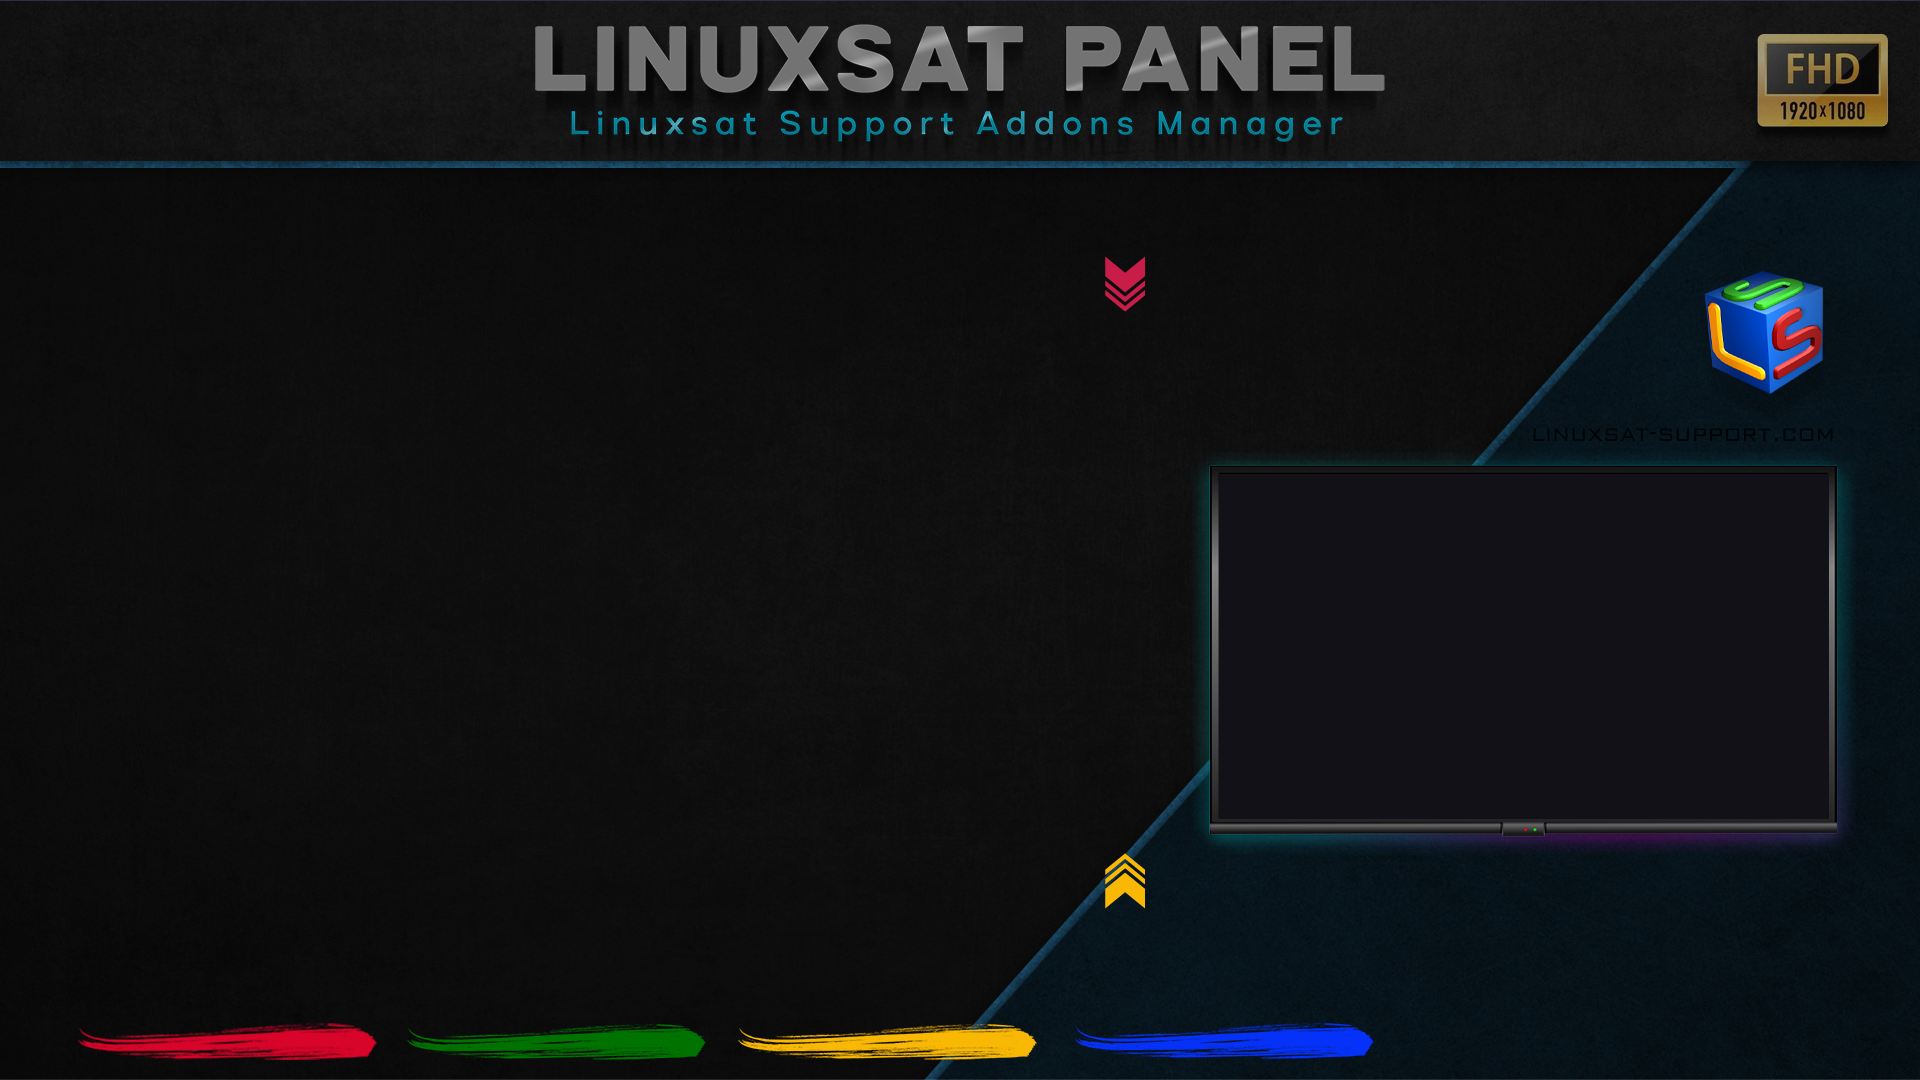 LINUXSAT PANEL
Linuxsat Support Addons Manager
FHD
1920x1080
S
L S
LINUXSAT-SUPPORT.COM